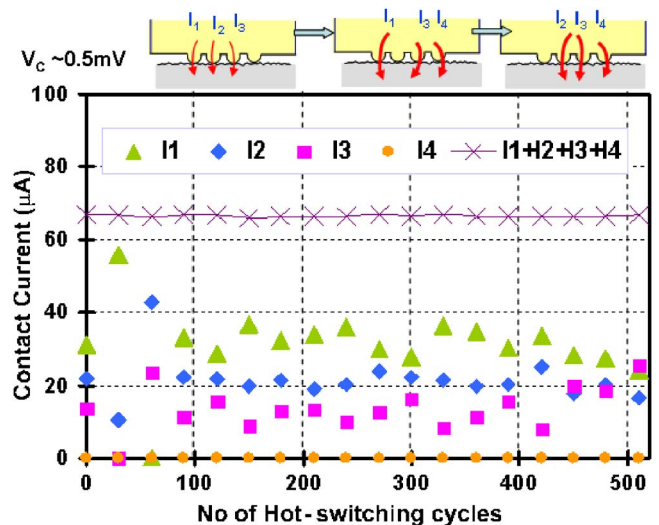 I1 I2 I3
I1 I3 I4
I2 I3 I4
VC ~0.5mV
100
I1 I2 I3 I4 I1+I2+I3+I4
80
60
40
20
0
Contact Current (μA)
0 100 200 300 400 500
No of Hot-switching cycles